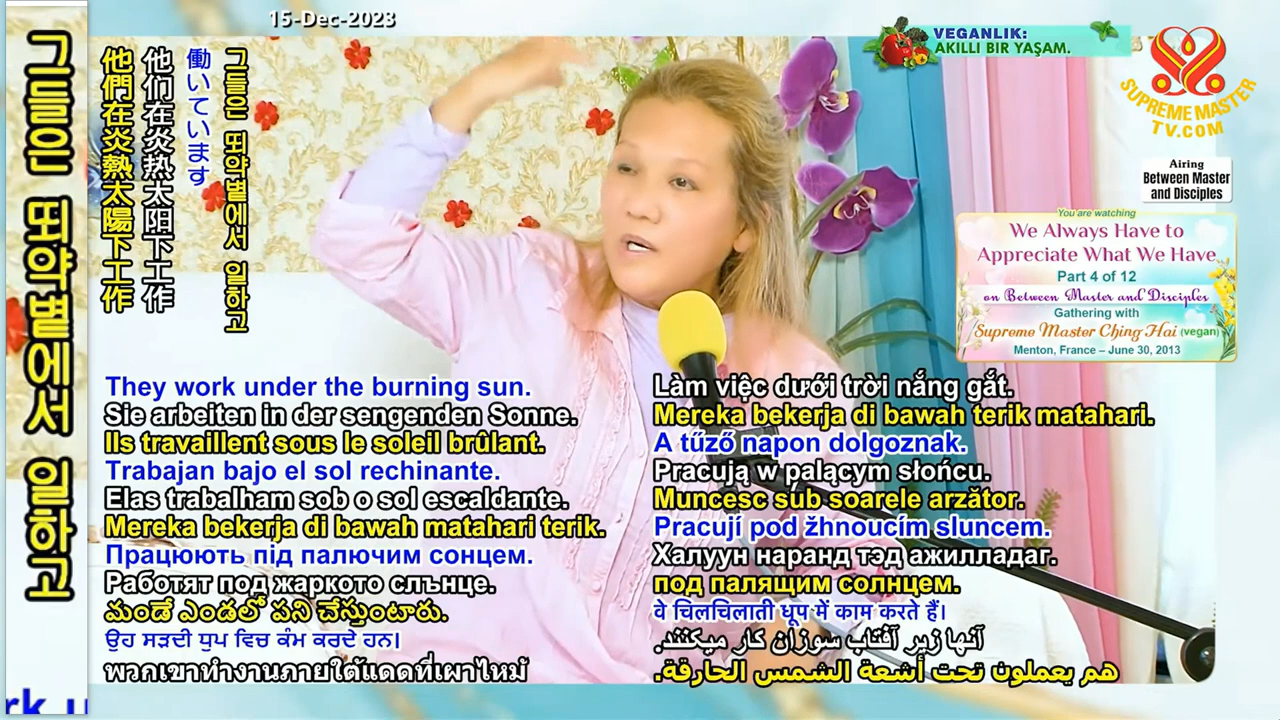 15-Dec-2023
VEGANLIK:
AKILLI BIR YAŞAM.
SUPREME MASTER
TV.COM
Airing
Between Master
and Disciples
You are watching
We Always Have to
Appreciate What We Have
Part 4 of 12
on Between Master and Disciples
Gathering with
Supreme Master Ching Hai (vegan)
Menton, France – June 30, 2013
그들은 뙤약볕에서 일하고
그들은 뙤약볕에서 일하고
働いています
他们在炎热太阳下工作
他們在炎熱太陽下工作
They work under the burning sun.
Sie arbeiten in der sengenden Sonne.
Ils travaillent sous le soleil brûlant.
Trabajan bajo el sol rechinante.
Elas trabalham sob o sol escaldante.
Mereka bekerja di bawah matahari terik.
Працюють під палючим сонцем.
Работят под жаркото слънце.
మండే ఎండలో పని చేస్తుంటారు.
ਉਹ ਸੜਦੀ ਧੁਪ ਵਿਚ ਕੰਮ ਕਰਦੇ ਹਨ।
พวกเขาทำงานภายใต้แดดที่เผาไหม้
Làm việc dưới trời nắng gắt.
Mereka bekerja di bawah terik matahari.
A tűző napon dolgoznak.
Pracują w palącym słońcu.
Muncesc sub soarele arzător.
Pracují pod žhnoucím sluncem.
Халуун наранд тэд ажилладаг.
под палящим солнцем.
वे चिलचिलाती धूप में काम करते हैं।
آنها زیر آفتاب سوزان کار میکنند.
هم يعملون تحت أشعة الشمس الحارقة.